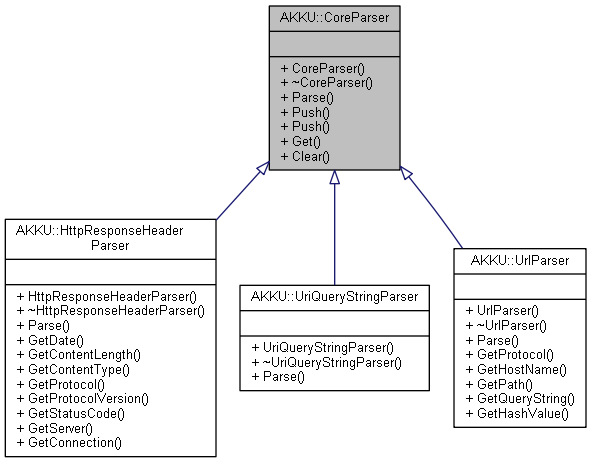 AKKU::CoreParser
+ CoreParser()
+ ~CoreParser()
+ Parse()
+ Push()
+ Push()
+ Get()
+ Clear()
AKKU::HttpResponseHeader
Parser
+ HttpResponseHeaderParser()
+ ~HttpResponseHeaderParser()
+ Parse()
+ GetDate()
+ GetContentLength()
+ GetContentType()
+ GetProtocol()
+ GetProtocolVersion()
+ GetStatusCode()
+ GetServer()
+ GetConnection()
AKKU::UriQueryStringParser
+ UriQueryStringParser()
+ ~UriQueryStringParser()
+ Parse()
AKKU::UrlParser
+ UrlParser()
+ ~UrlParser()
+ Parse()
+ GetProtocol()
+ GetHostName()
+ GetPath()
+ GetQueryString()
+ GetHashValue()